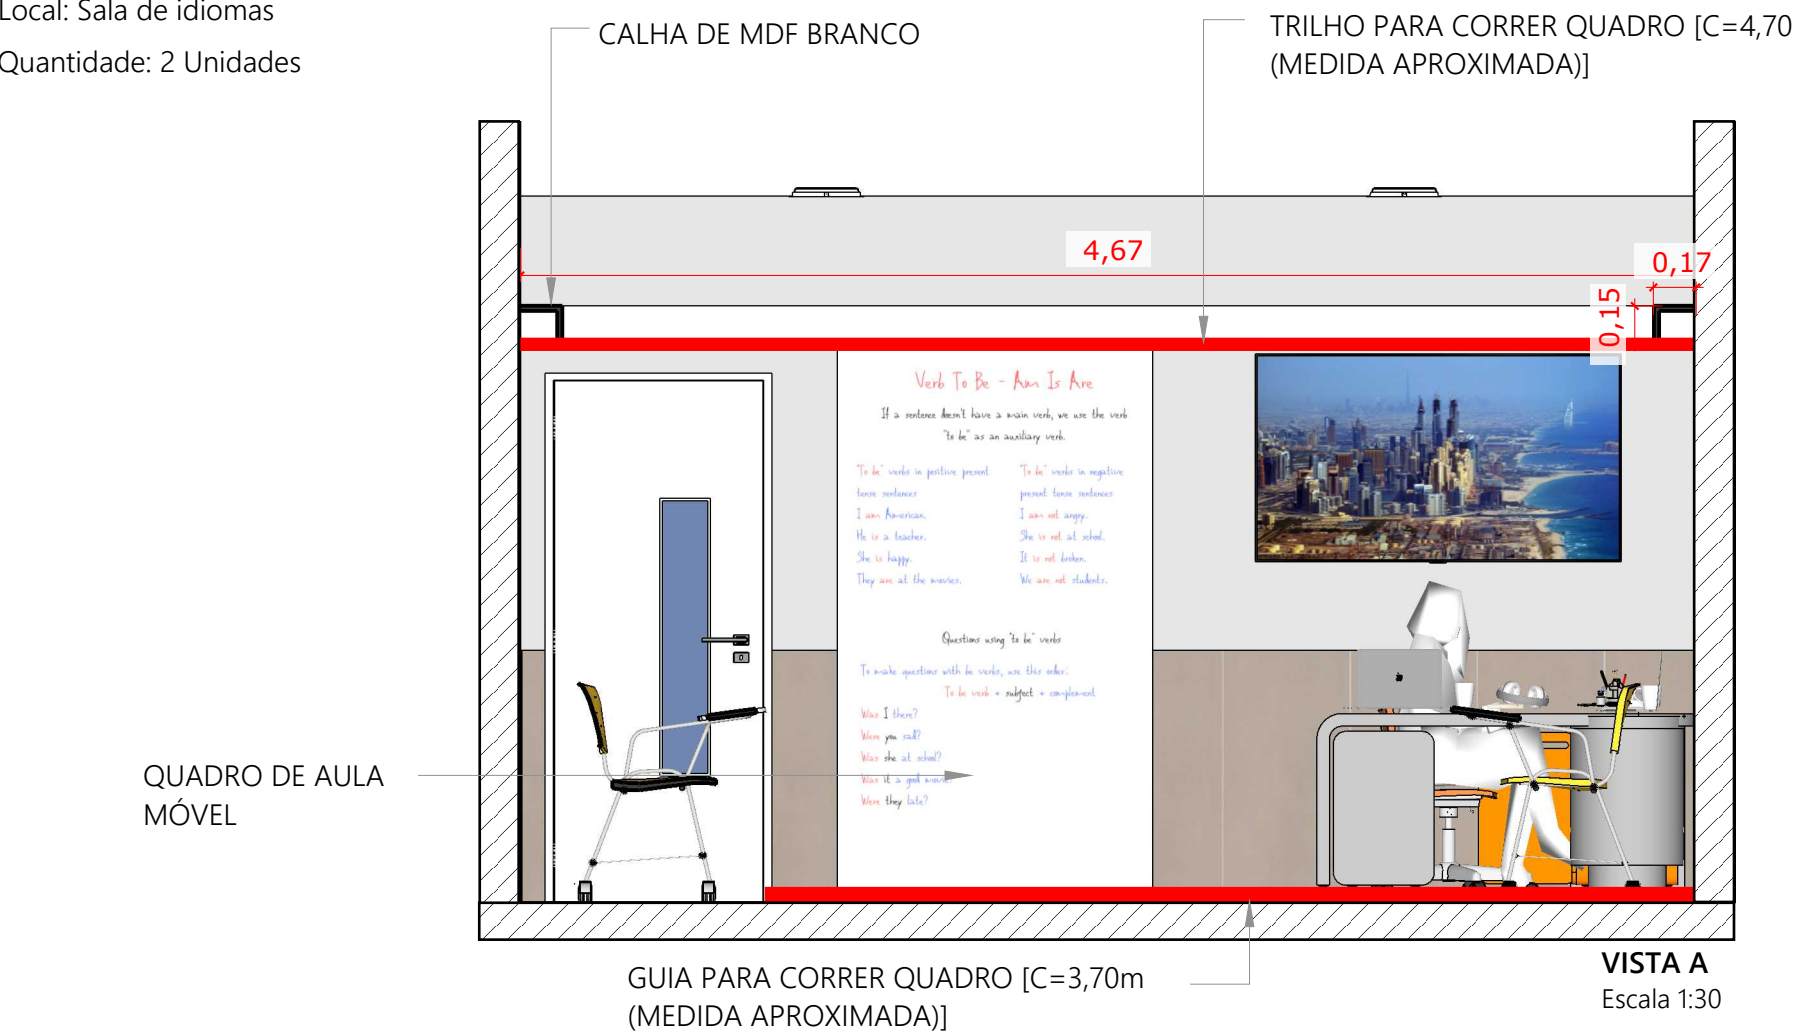 Local: Sala de idiomas
Quantidade: 2 Unidades
CALHA DE MDF BRANCO
TRILHO PARA CORRER QUADRO [C=4,70
(MEDIDA APROXIMADA)]
4,67
0,17
0,15
Verb To Be - Am Is Are
If a sentence doesn't have a main verb, we use the verb
"to be" as an auxiliary verb.
"To be" verbs in positive present
tense sentences
I am American.
He is a teacher.
She is happy.
They are at the movies.
"To be" verbs in negative
present tense sentences
I am not angry.
She is not at school.
It is not broken.
We are not students.
Questions using "to be" verbs
To make questions with be verbs, use this order:
To be verb + subject + complement
Was I there?
Were you sad?
Was she at school?
Was it a good movie?
Were they late?
QUADRO DE AULA
MÓVEL
GUIA PARA CORRER QUADRO [C=3,70m
(MEDIDA APROXIMADA)]
VISTA A
Escala 1:30